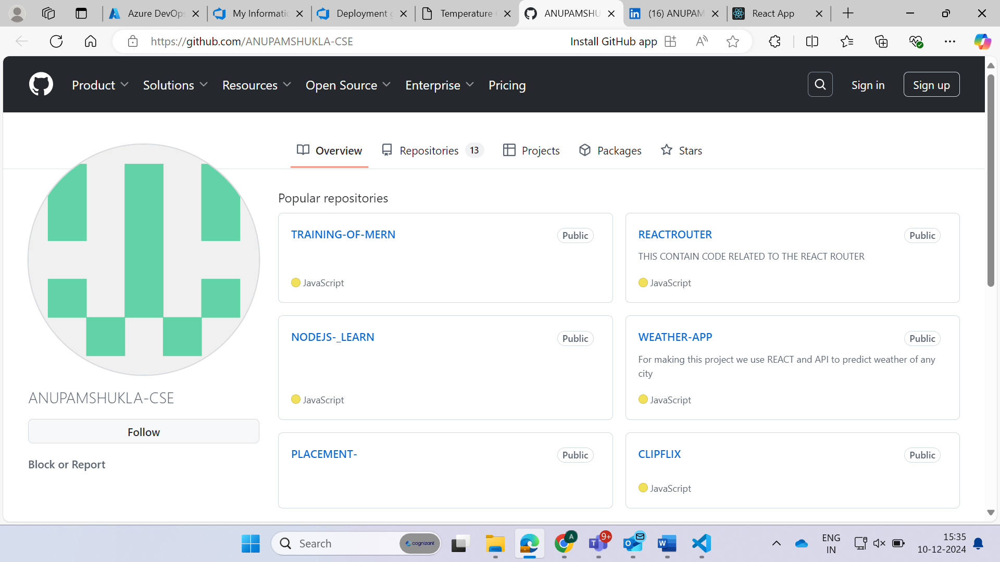 Azure DevOps
My Informatic
Deployment g
Temperature
ANUPAMSHU
(16) ANUPAM
React App
https://github.com/ANUPAMSHUKLA-CSE
Install GitHub app
Product
Solutions
Resources
Open Source
Enterprise
Pricing
Sign in
Sign up
Overview
Repositories 13
Projects
Packages
Stars
Popular repositories
TRAINING-OF-MERN
Public
JavaScript
REACTROUTER
Public
THIS CONTAIN CODE RELATED TO THE REACT ROUTER
JavaScript
NODEJS-_LEARN
Public
JavaScript
WEATHER-APP
Public
For making this project we use REACT and API to predict weather of any
city
JavaScript
PLACEMENT-
Public
CLIPFLIX
Public
JavaScript
ANUPAMSHUKLA-CSE
Follow
Block or Report
Search
cognizant
A
9+
ENG
IN
15:35
10-12-2024